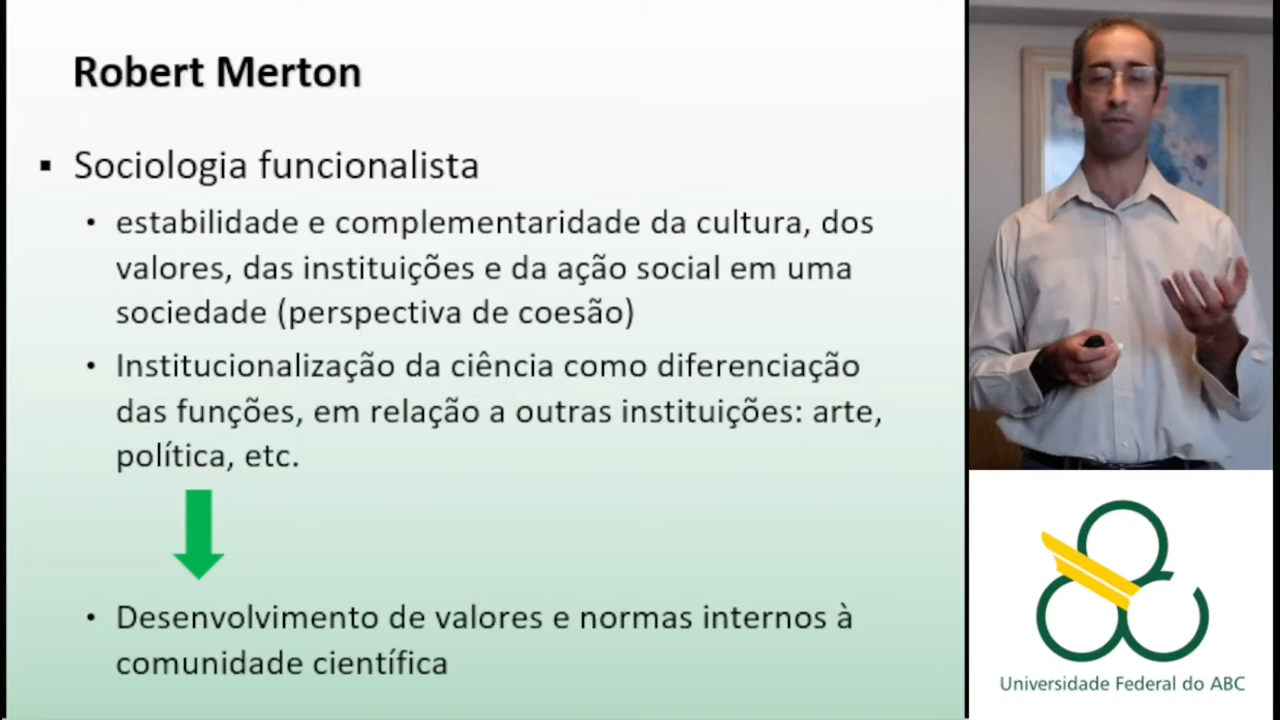 Robert Merton
▪ Sociologia funcionalista
• estabilidade e complementaridade da cultura, dos
valores, das instituições e da ação social em uma
sociedade (perspectiva de coesão)
• Institucionalização da ciência como diferenciação
das funções, em relação a outras instituições: arte,
política, etc.
• Desenvolvimento de valores e normas internos à
comunidade científica
Universidade Federal do ABC